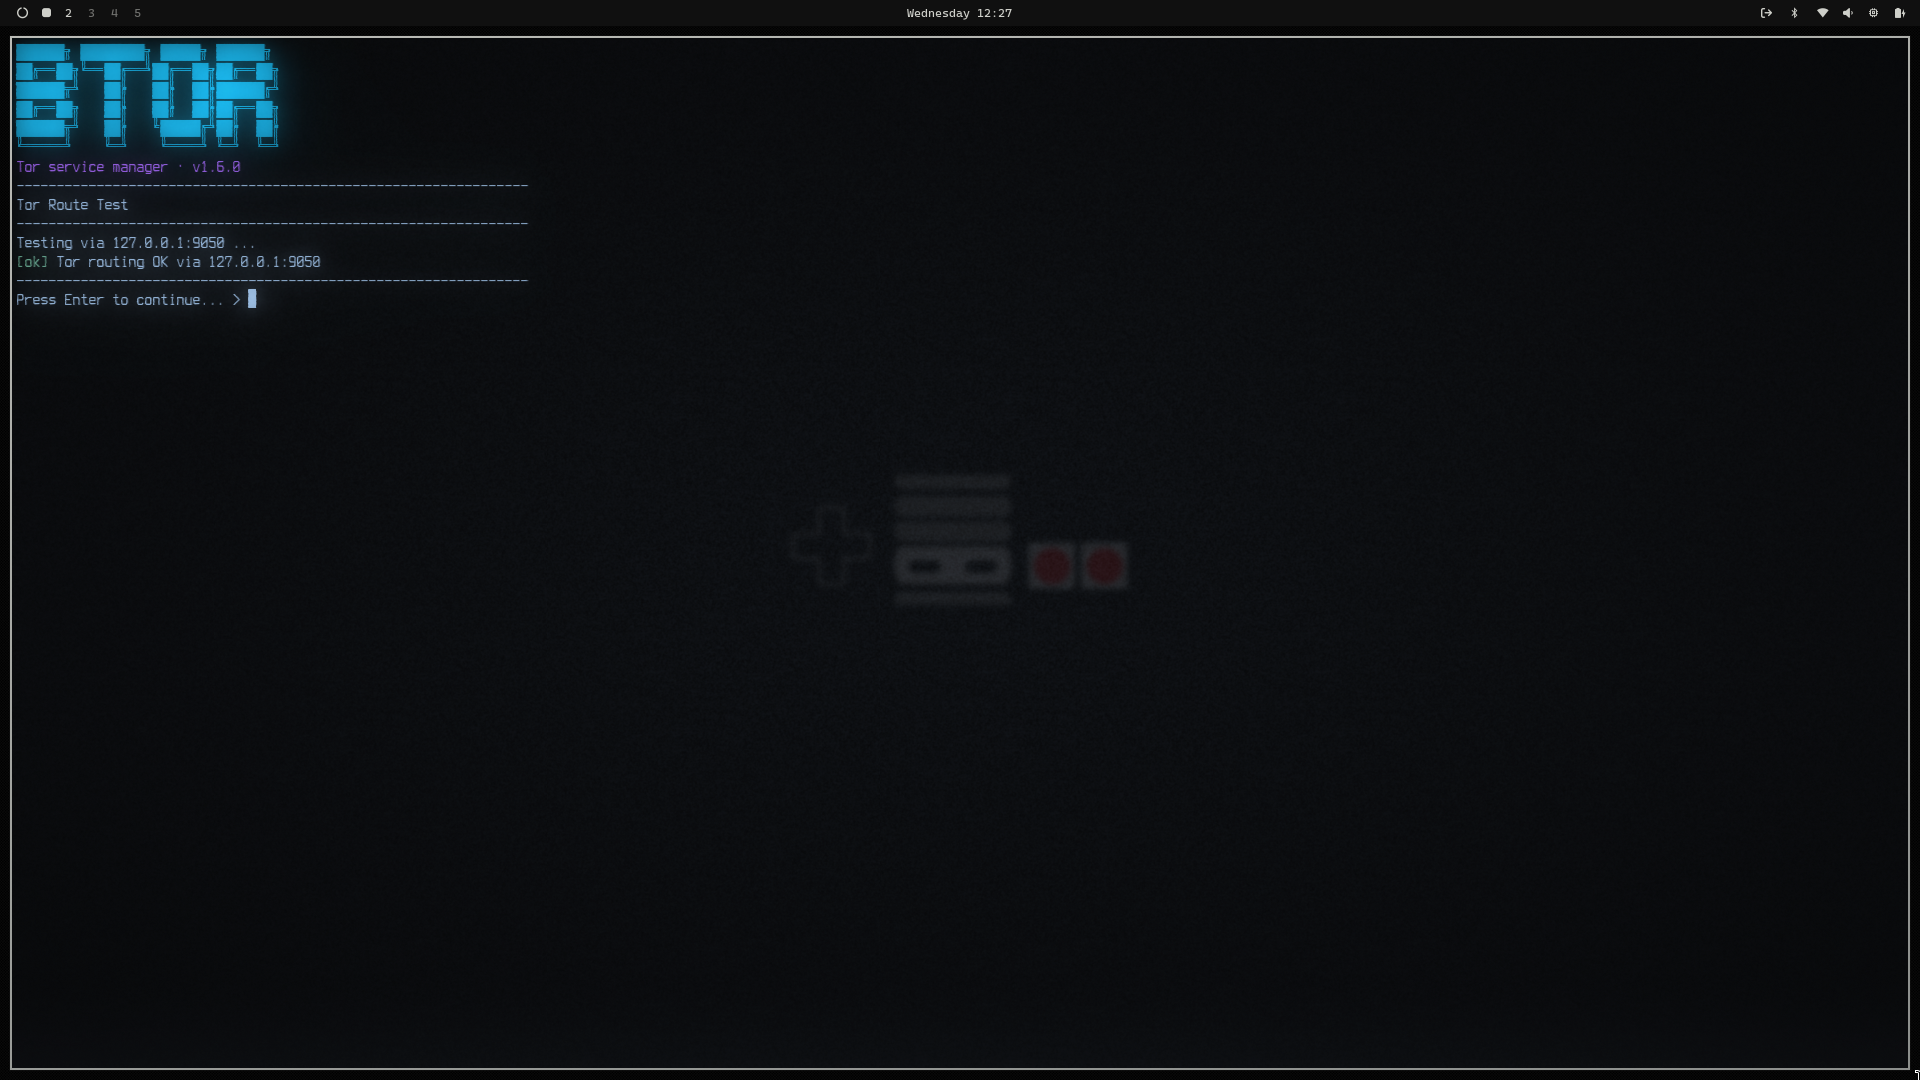 2 3 4 5
Wednesday 12:27
BTOR
Tor service manager · v1.6.0
----------------------------------------------------------------
Tor Route Test
----------------------------------------------------------------
Testing via 127.0.0.1:9050 ...
[ok] Tor routing OK via 127.0.0.1:9050
----------------------------------------------------------------
Press Enter to continue... >